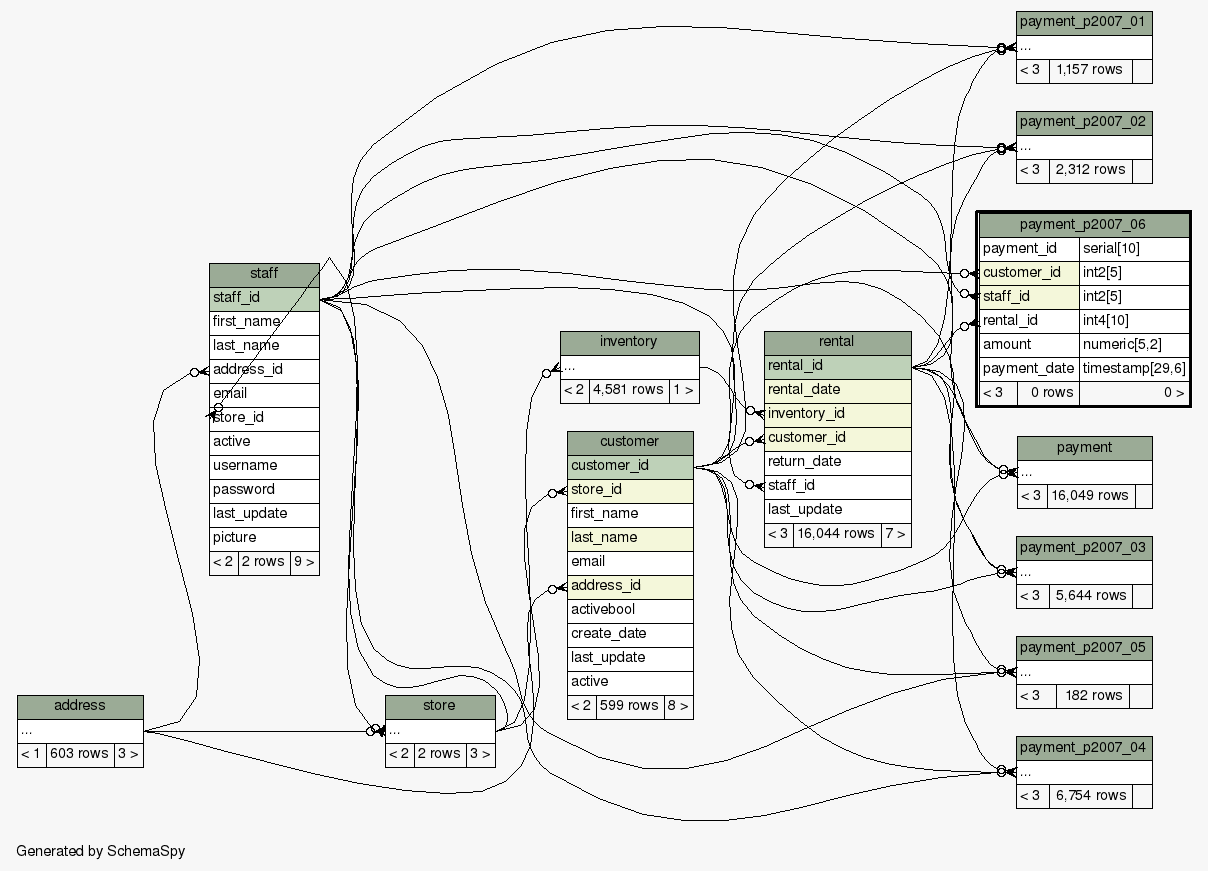 payment_p2007_01
...
< 3 1,157 rows
payment_p2007_02
...
< 3 2,312 rows
payment_p2007_06
payment_id serial[10]
customer_id int2[5]
staff_id int2[5]
rental_id int4[10]
amount numeric[5,2]
payment_date timestamp[29,6]
< 3 0 rows 0 >
staff
staff_id
first_name
last_name
address_id
email
store_id
active
username
password
last_update
picture
< 2 2 rows 9 >
inventory
...
< 2 4,581 rows 1 >
rental
rental_id
rental_date
inventory_id
customer_id
return_date
staff_id
last_update
< 3 16,044 rows 7 >
customer
customer_id
store_id
first_name
last_name
email
address_id
activebool
create_date
last_update
active
< 2 599 rows 8 >
payment
...
< 3 16,049 rows
payment_p2007_03
...
< 3 5,644 rows
payment_p2007_05
...
< 3 182 rows
payment_p2007_04
...
< 3 6,754 rows
address
...
< 1 603 rows 3 >
store
...
< 2 2 rows 3 >
Generated by SchemaSpy